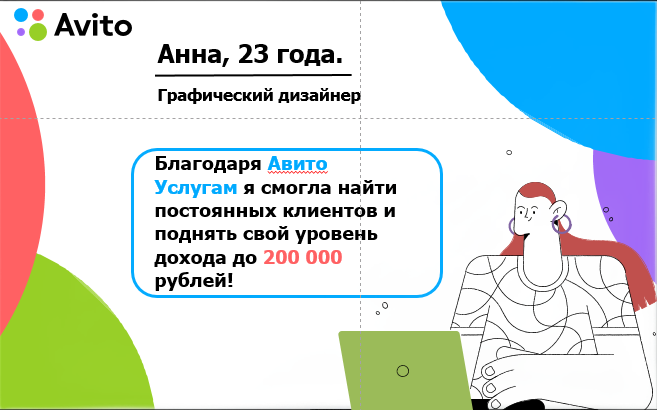 Avito
Анна, 23 года.
Графический дизайнер
Благодаря Авито
Услугам я смогла найти
постоянных клиентов и
поднять свой уровень
дохода до 200 000
рублей!